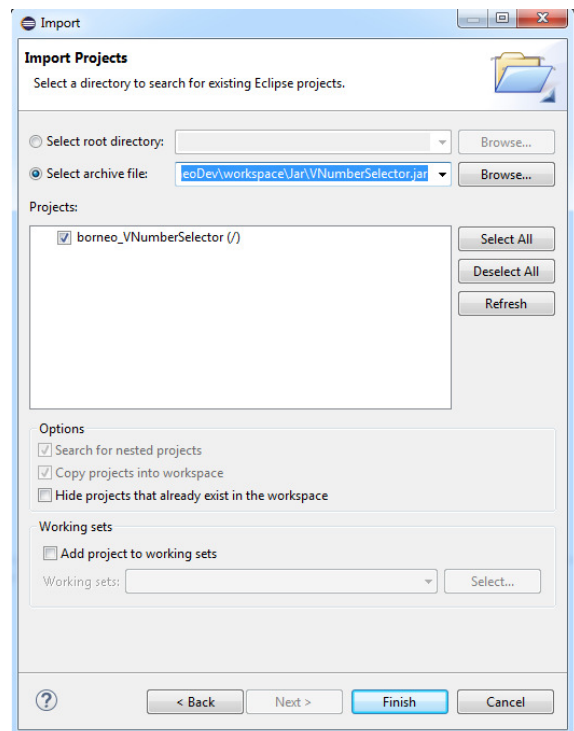 Import
Import Projects
Select a directory to search for existing Eclipse projects.
Select root directory:
Browse...
Select archive file:
eoDev\workspace\Jar\VNumberSelector.jar
Browse...
Projects:
borneo_VNumberSelector (/)
Select All
Deselect All
Refresh
Options
Search for nested projects
Copy projects into workspace
Hide projects that already exist in the workspace
Working sets
Add project to working sets
Working sets:
Select...
?
< Back
Next >
Finish
Cancel